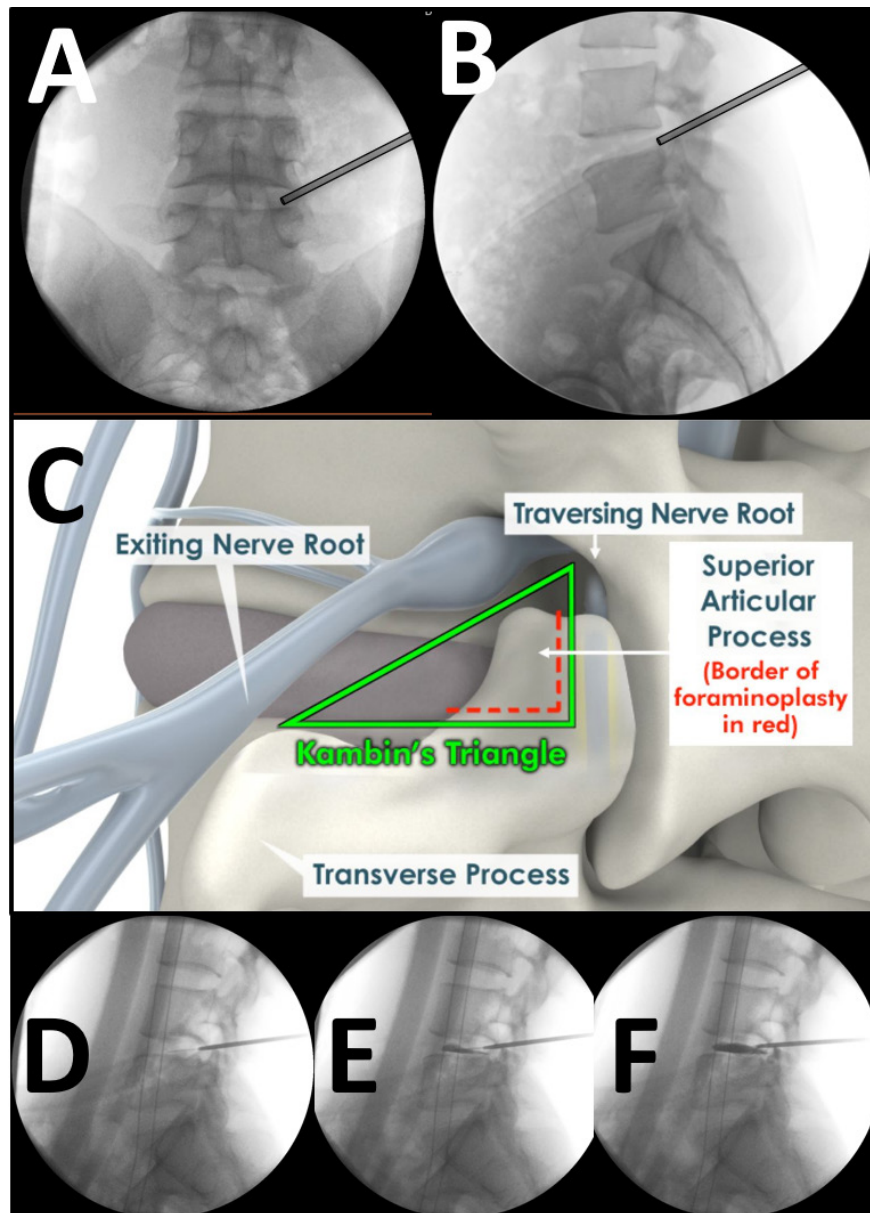 A
B
C
Exiting Nerve Root
Traversing Nerve Root
Superior
Articular
Process
(Border of
foraminoplasty
in red)
Kambin's Triangle
Transverse Process
D
E
F